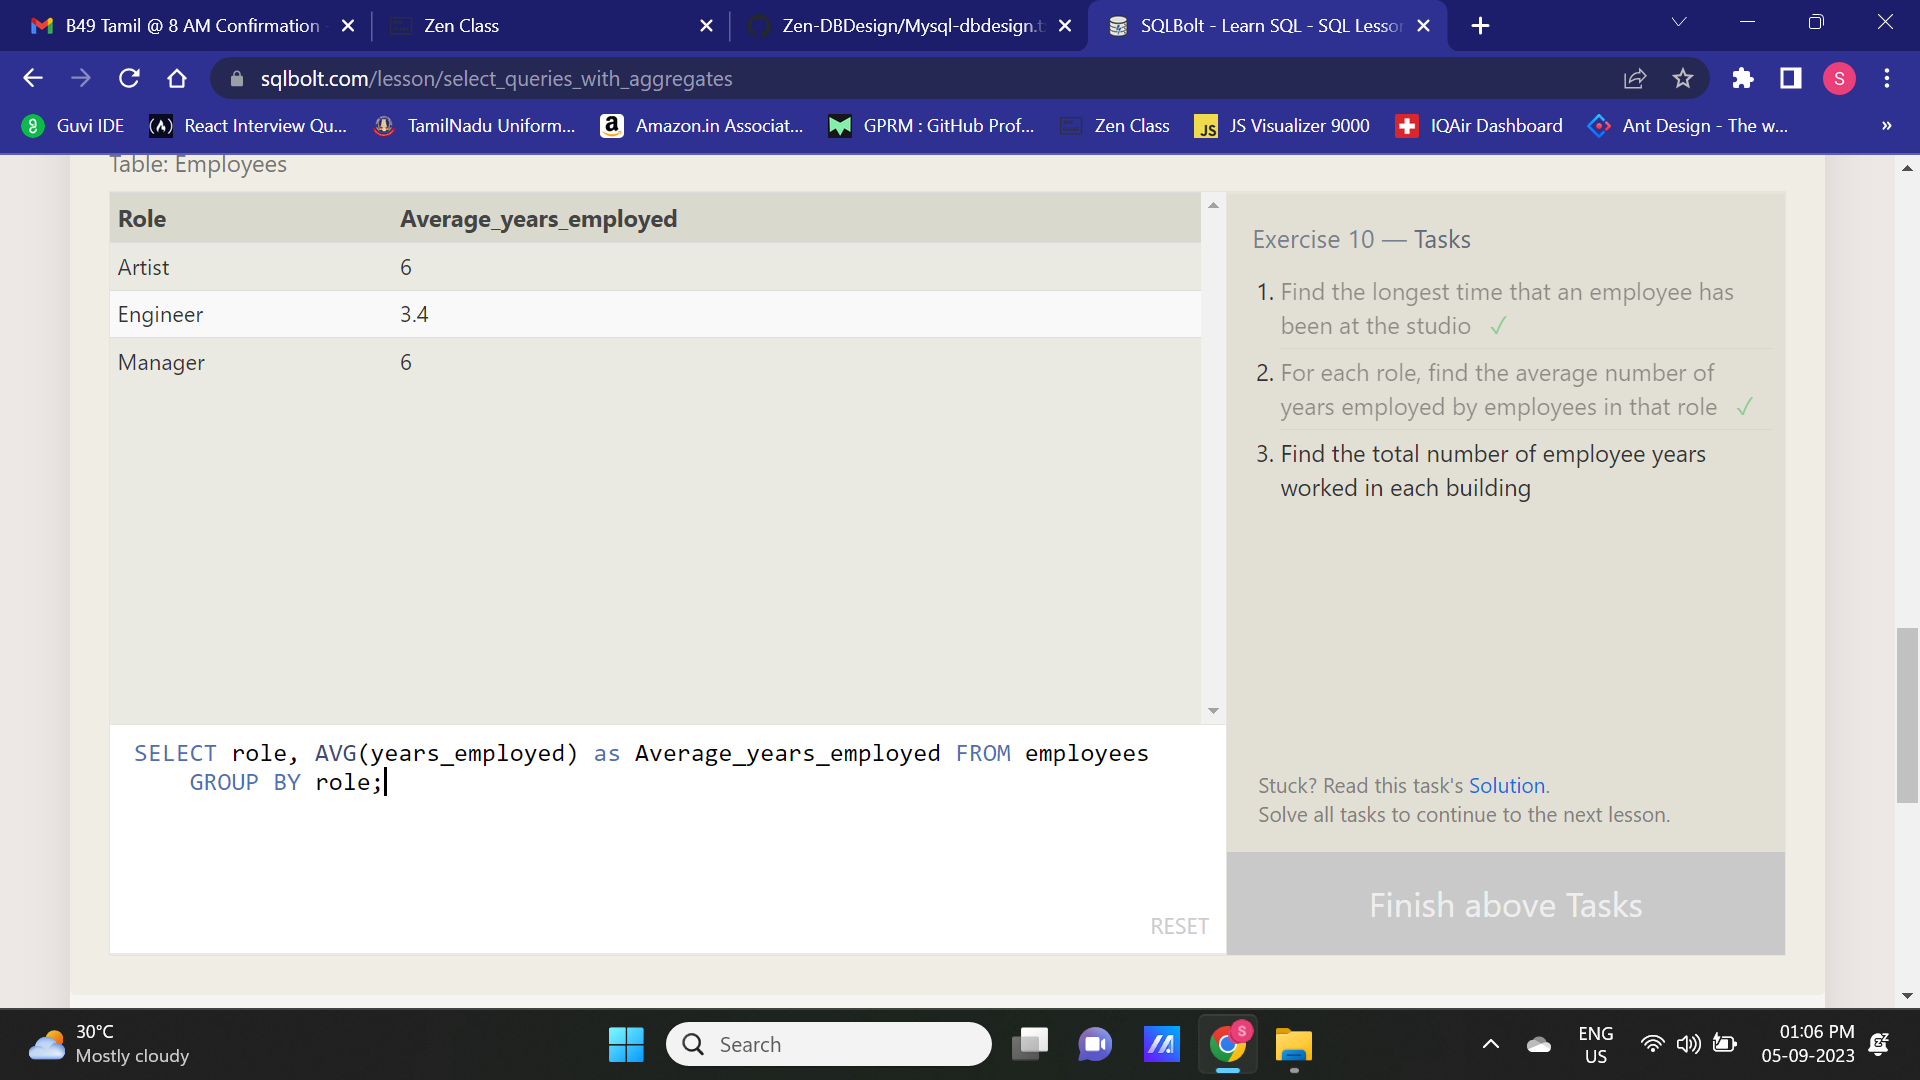 B49 Tamil @ 8 AM Confirmation
Zen Class
Zen-DBDesign/Mysql-dbdesign.t
SQLBolt - Learn SQL - SQL Lesson
sqlbolt.com/lesson/select_queries_with_aggregates
S
Guvi IDE
React Interview Qu...
TamilNadu Uniform...
Amazon.in Associat...
GPRM : GitHub Prof...
Zen Class
JS Visualizer 9000
IQAir Dashboard
Ant Design - The w...
»
Table: Employees
Role Average_years_employed
Artist 6
Engineer 3.4
Manager 6
Exercise 10 — Tasks
1. Find the longest time that an employee has
been at the studio ✓
2. For each role, find the average number of
years employed by employees in that role ✓
3. Find the total number of employee years
worked in each building
SELECT role, AVG(years_employed) as Average_years_employed FROM employees
GROUP BY role;
RESET
Stuck? Read this task's Solution.
Solve all tasks to continue to the next lesson.
Finish above Tasks
30°C
Mostly cloudy
Search
S
ENG
US
01:06 PM
05-09-2023